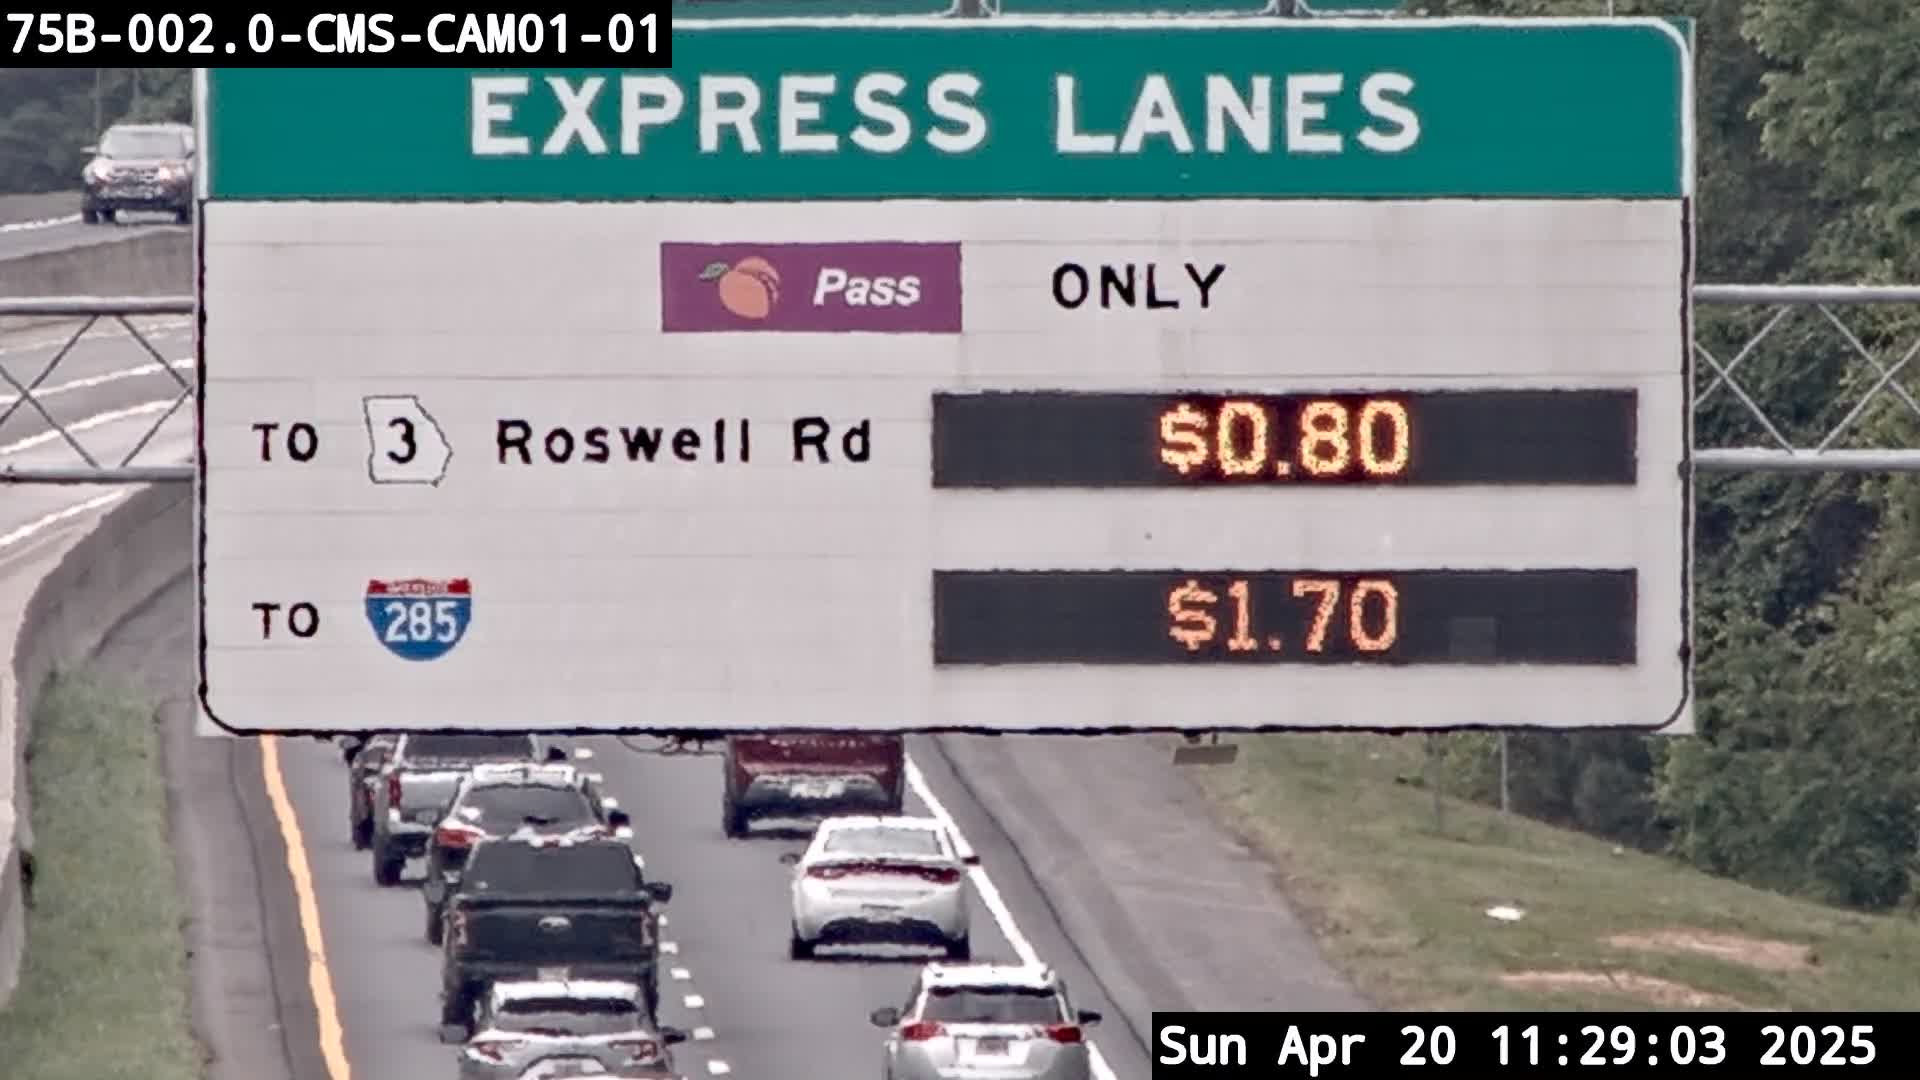 75B-002.0-CMS-CAM01-01
EXPRESS LANES
Pass ONLY
TO 3 Roswell Rd $0.80
TO 285 $1.70
Sun Apr 20 11:29:03 2025